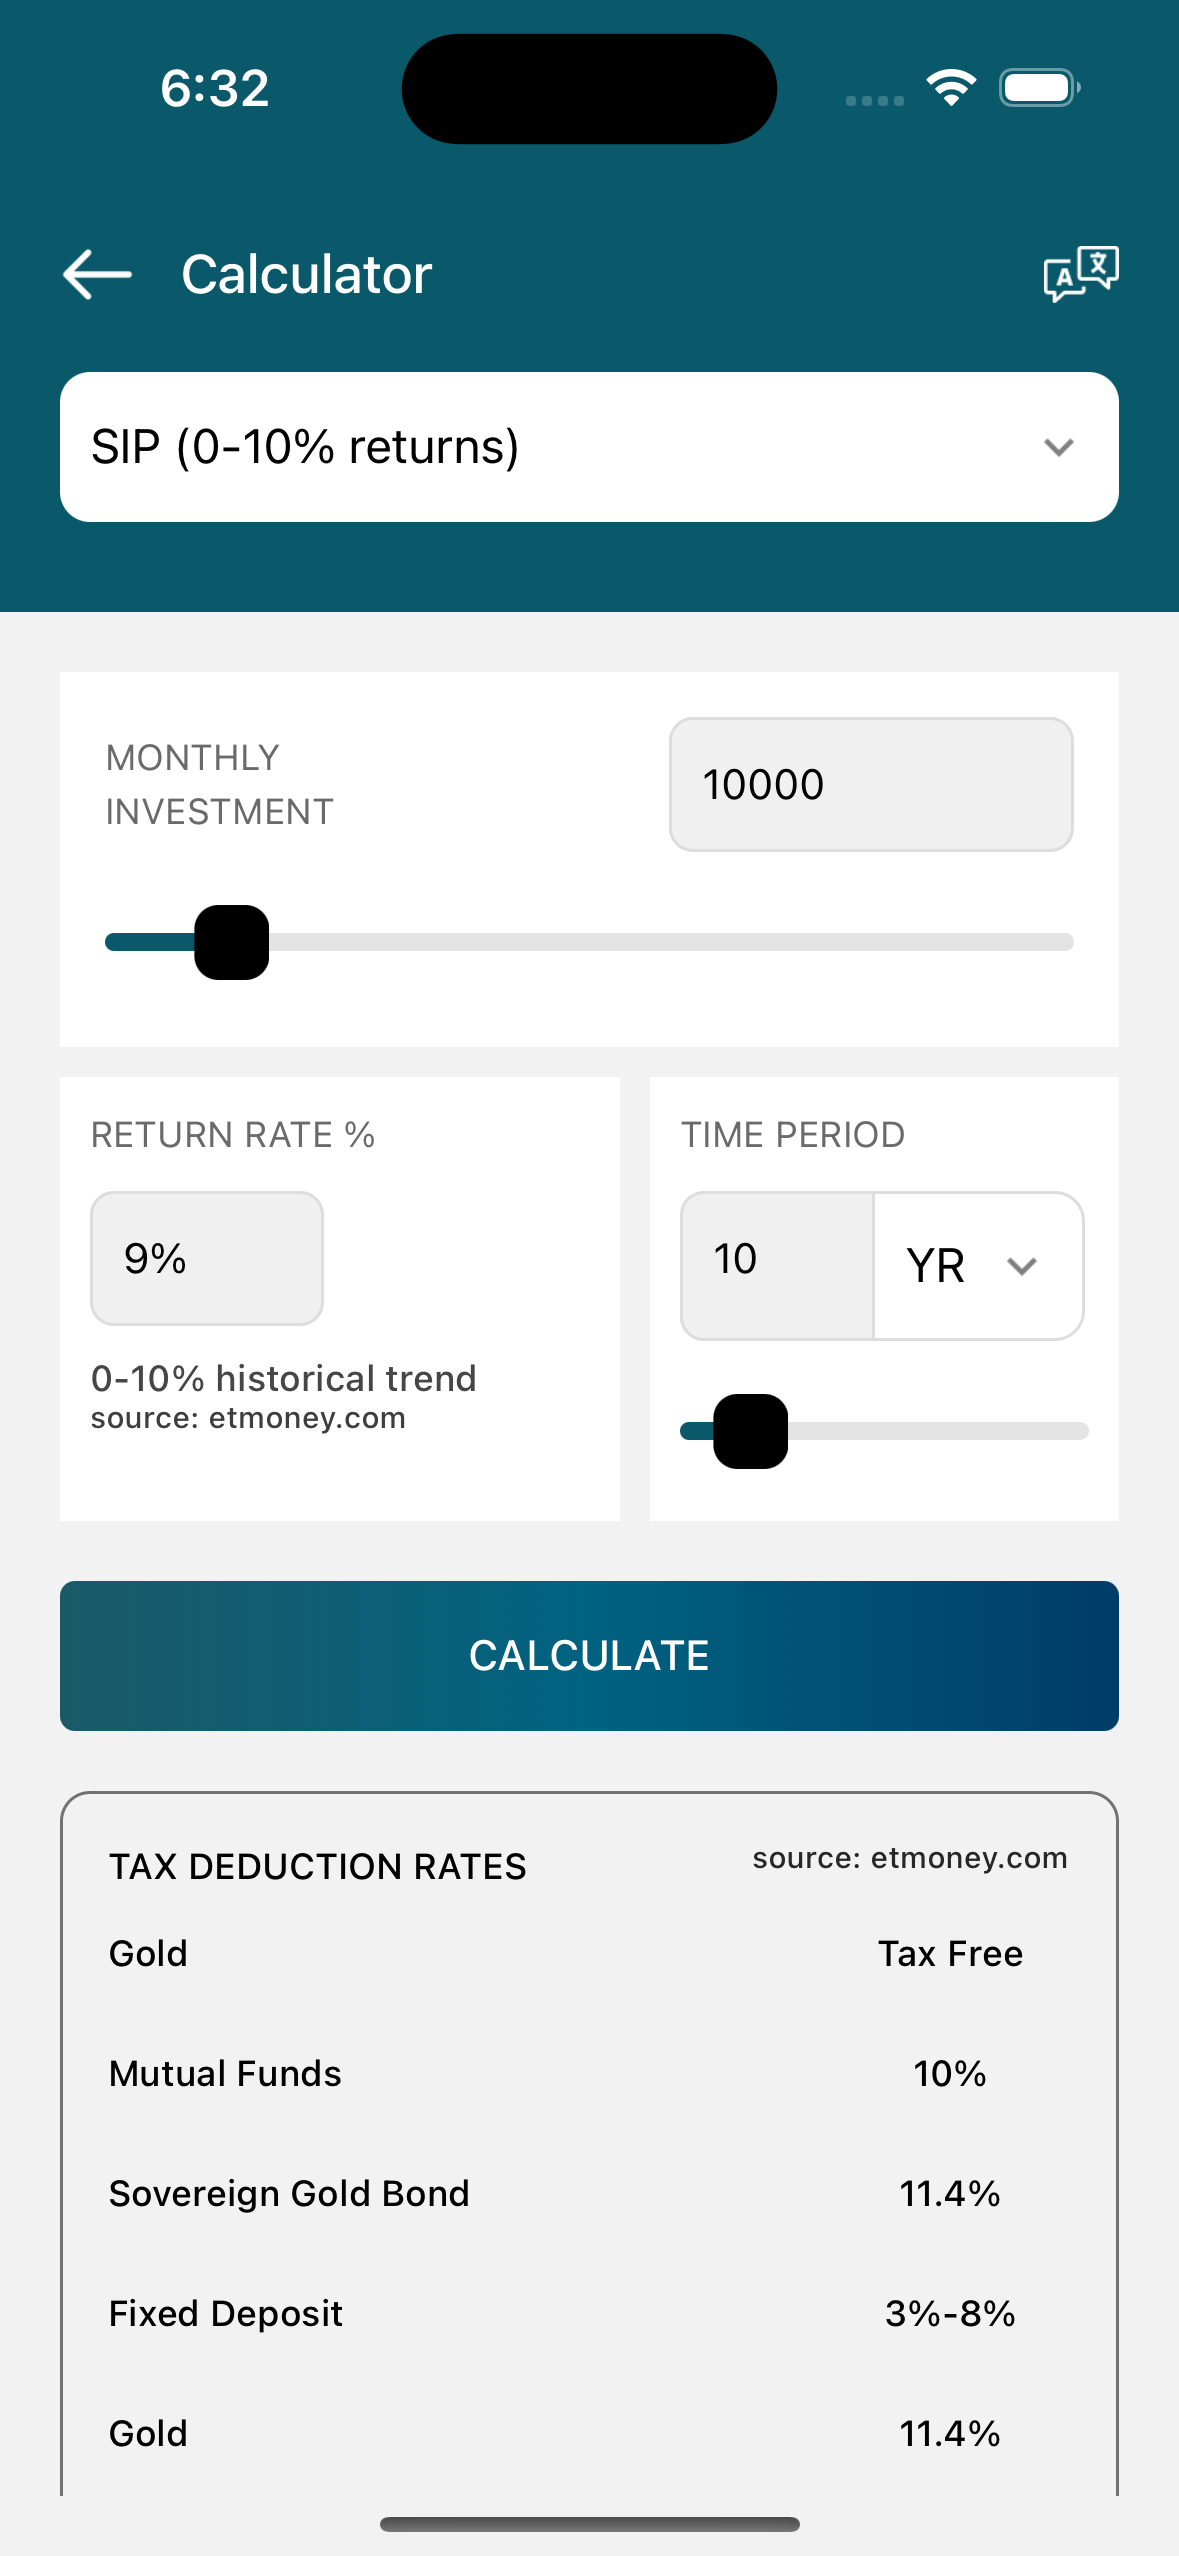 6:32
Calculator
SIP (0-10% returns)
MONTHLY
INVESTMENT
10000
RETURN RATE %
9%
0-10% historical trend
source: etmoney.com
TIME PERIOD
10
YR
CALCULATE
TAX DEDUCTION RATES
source: etmoney.com
Gold
Tax Free
Mutual Funds
10%
Sovereign Gold Bond
11.4%
Fixed Deposit
3%-8%
Gold
11.4%